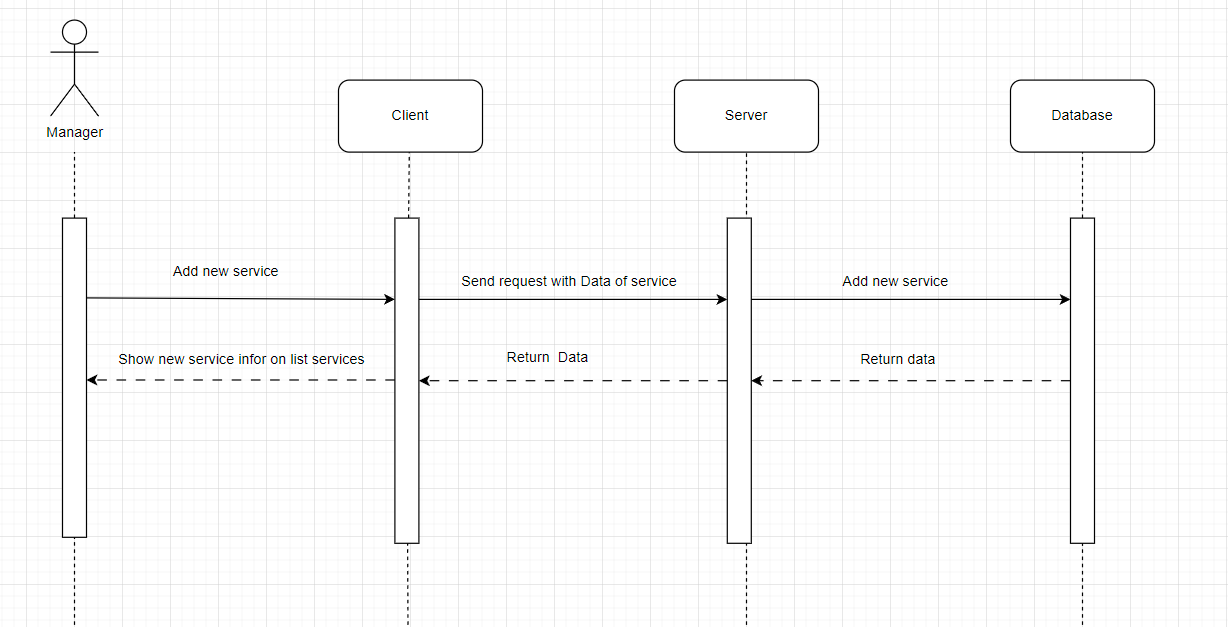 Manager
Client
Server
Database
Add new service
Send request with Data of service
Add new service
Show new service infor on list services
Return  Data
Return data